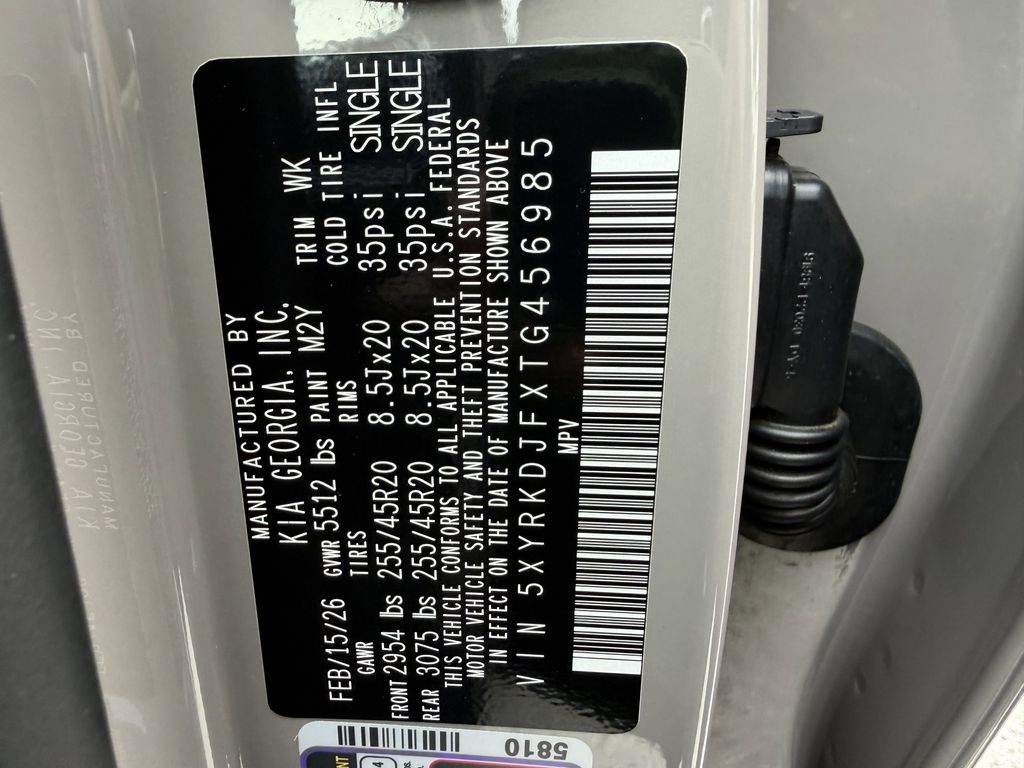 MANUFACTURED BY
KIA GEORGIA, INC.
FEB/15/26 GVWR 5512 lbs PAINT M2Y TRIM WK
GAWR TIRES RIMS COLD TIRE INFL
FRONT 2954 lbs 255/45R20 8.5Jx20 35psi SINGLE
REAR 3075 lbs 255/45R20 8.5Jx20 35psi SINGLE
THIS VEHICLE CONFORMS TO ALL APPLICABLE U.S.A. FEDERAL
MOTOR VEHICLE SAFETY AND THEFT PREVENTION STANDARDS
IN EFFECT ON THE DATE OF MANUFACTURE SHOWN ABOVE
VIN 5XYRKDJFXTG456985
MPV
5810